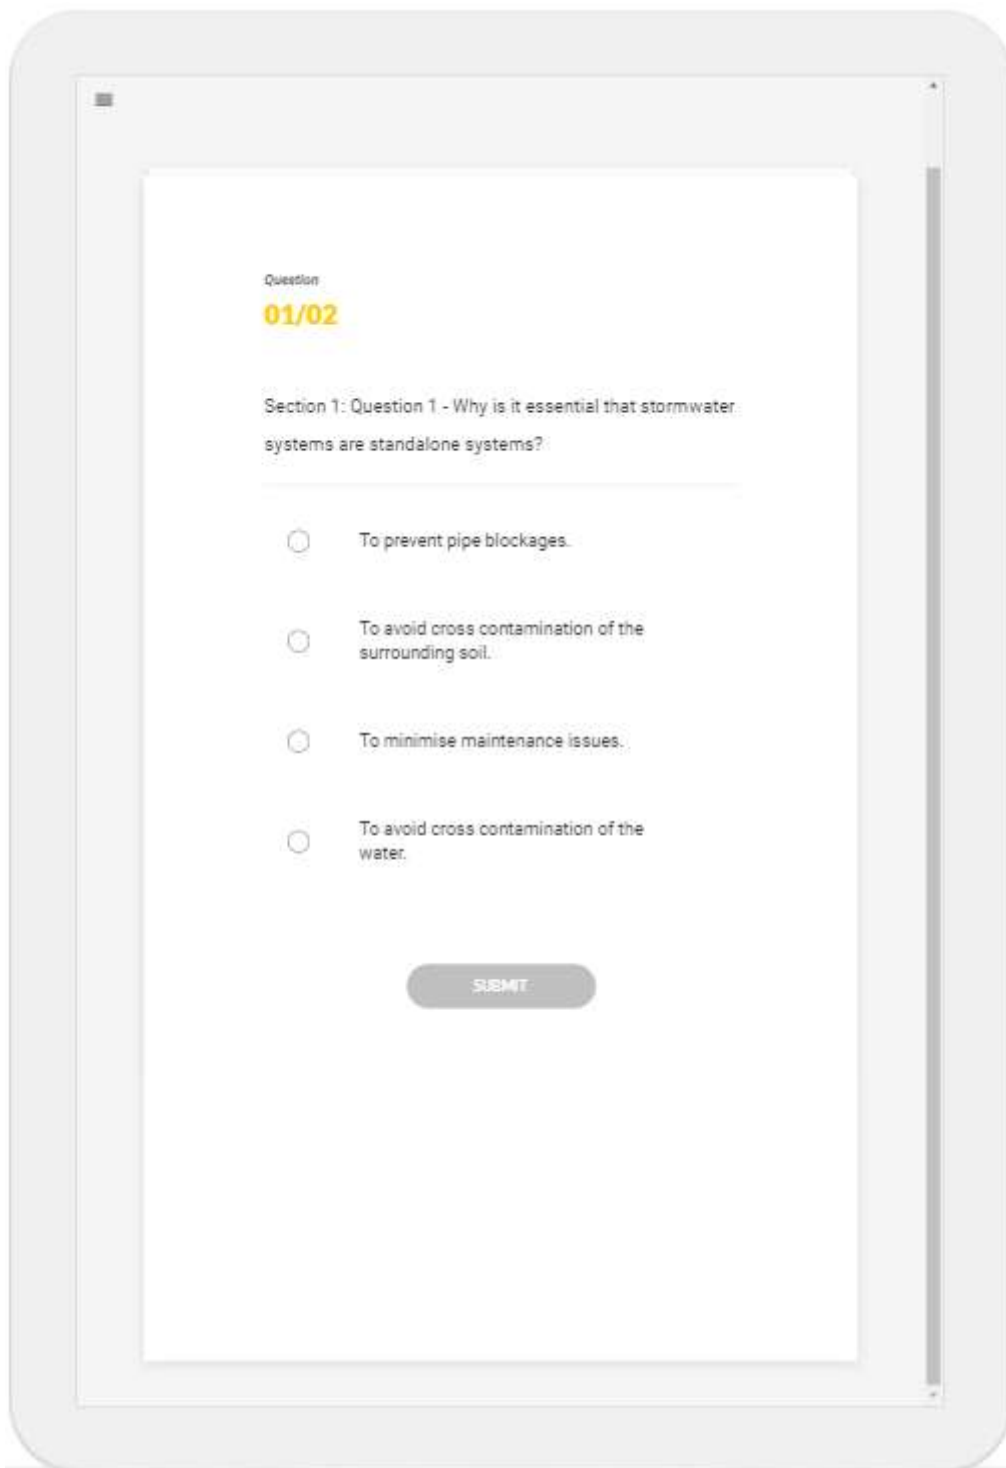 Question
01/02
Section 1: Question 1 - Why is it essential that stormwater
systems are standalone systems?
To prevent pipe blockages.
To avoid cross contamination of the
surrounding soil.
To minimise maintenance issues.
To avoid cross contamination of the
water.
SUBMIT